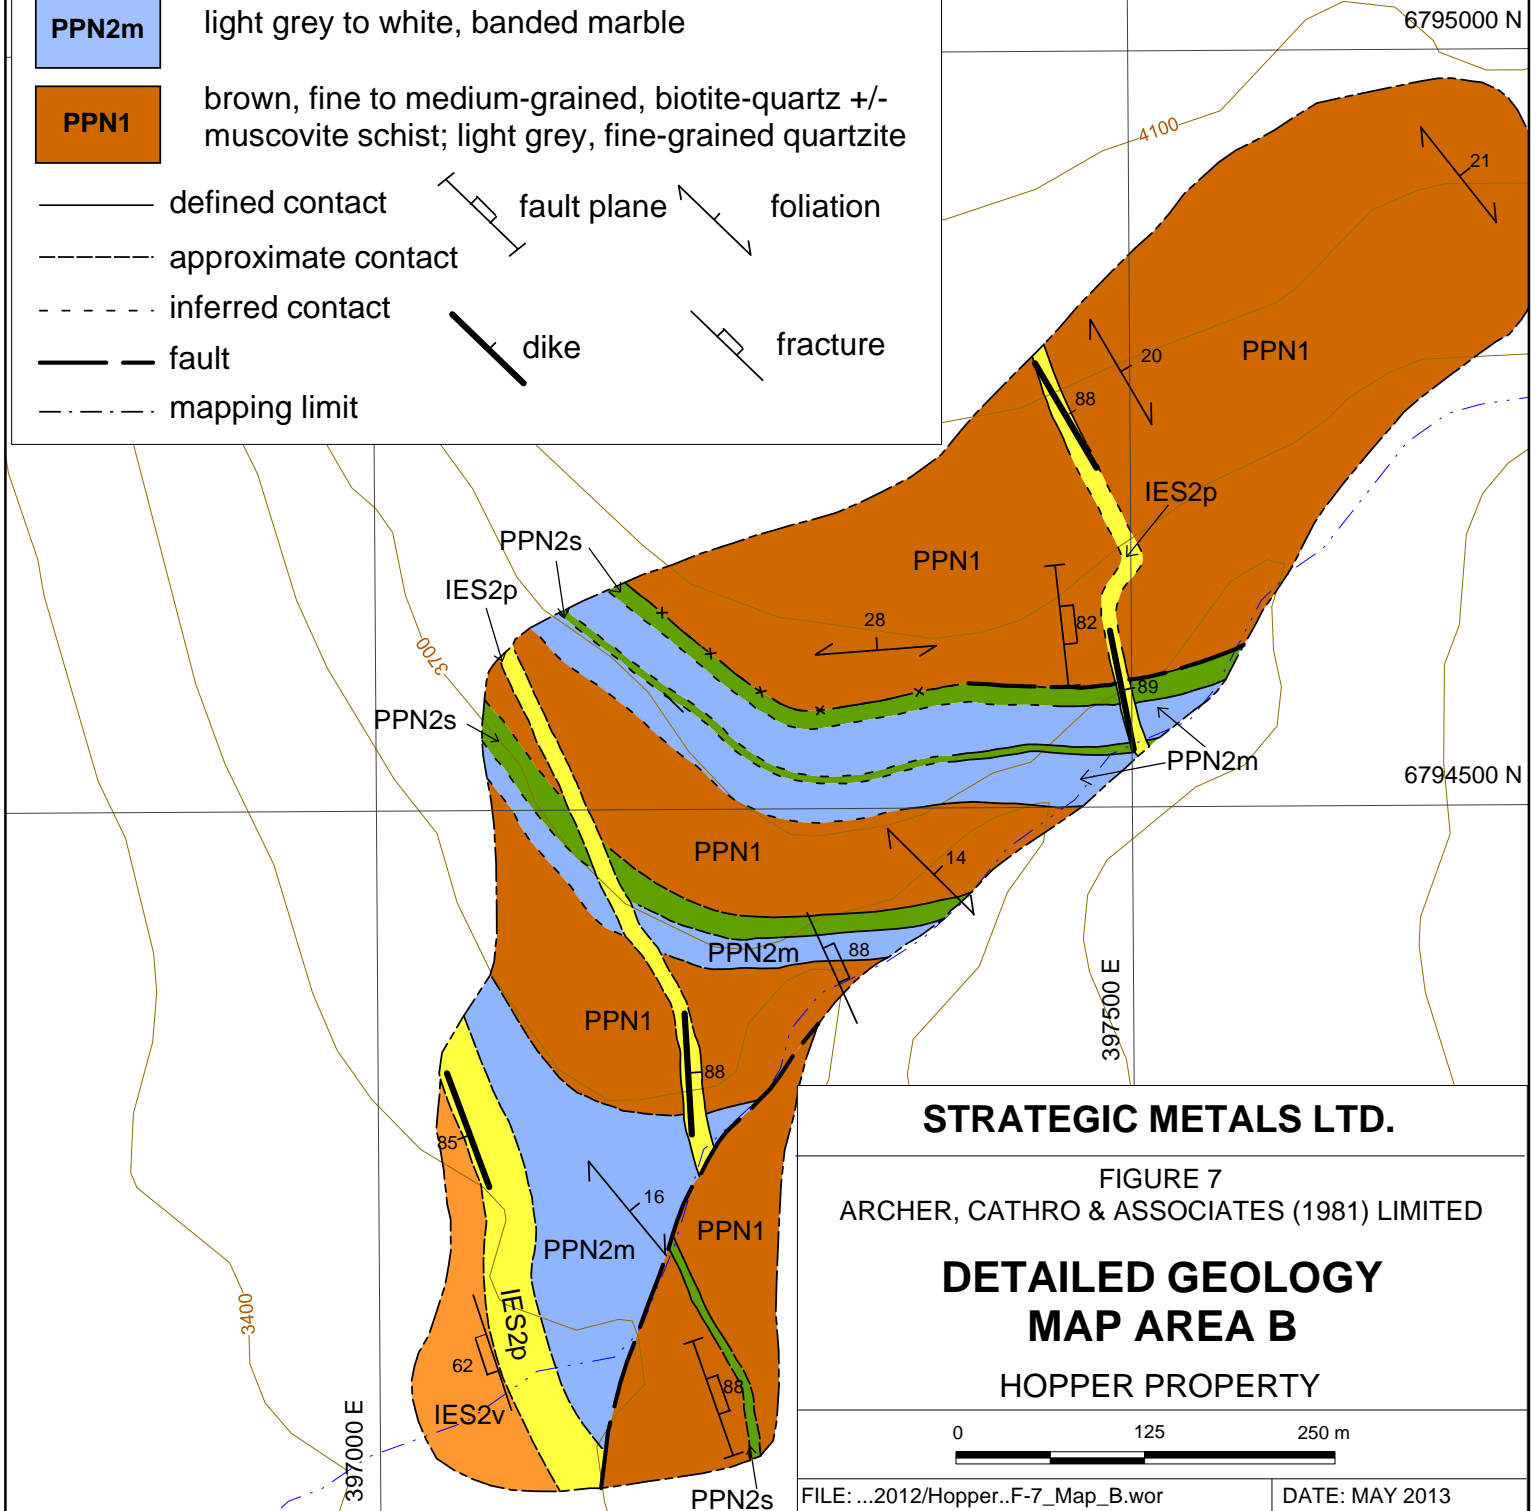 PPN2m
light grey to white, banded marble
PPN1
brown, fine to medium-grained, biotite-quartz +/-
muscovite schist; light grey, fine-grained quartzite
defined contact
fault plane
foliation
approximate contact
inferred contact
fault
dike
fracture
mapping limit
6795000 N
4100
21
20
PPN1
88
IES2p
PPN2s
PPN1
IES2p
28
82
3700
89
PPN2s
PPN2m
6794500 N
PPN1
14
PPN2m
88
397500 E
PPN1
88
85
16
PPN1
PPN2m
3400
IES2p
62
88
IES2v
397000 E
PPN2s
STRATEGIC METALS LTD.
FIGURE 7
ARCHER, CATHRO & ASSOCIATES (1981) LIMITED
DETAILED GEOLOGY
MAP AREA B
HOPPER PROPERTY
0 125 250 m
FILE: ...2012/Hopper..F-7_Map_B.wor
DATE: MAY 2013